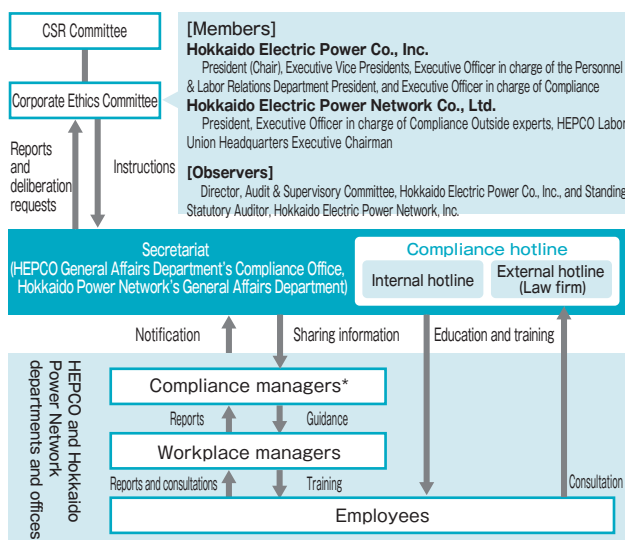 CSR Committee
Corporate Ethics Committee
[Members]
Hokkaido Electric Power Co., Inc.
President (Chair), Executive Vice Presidents, Executive Officer in charge of the Personnel
& Labor Relations Department President, and Executive Officer in charge of Compliance
Hokkaido Electric Power Network Co., Ltd.
President, Executive Officer in charge of Compliance Outside experts, HEPCO Labor
Union Headquarters Executive Chairman
[Observers]
Director, Audit & Supervisory Committee, Hokkaido Electric Power Co., Inc., and Standing
Statutory Auditor, Hokkaido Electric Power Network, Inc.
Reports
and
deliberation
requests
Instructions
Secretariat
(HEPCO General Affairs Department's Compliance Office,
Hokkaido Power Network's General Affairs Department)
Compliance hotline
Internal hotline
External hotline
(Law firm)
Notification
Sharing information
Education and training
HEPCO and Hokkaido
Power Network
departments and offices
Compliance managers*
Reports
Guidance
Workplace managers
Reports and consultations
Training
Consultation
Employees